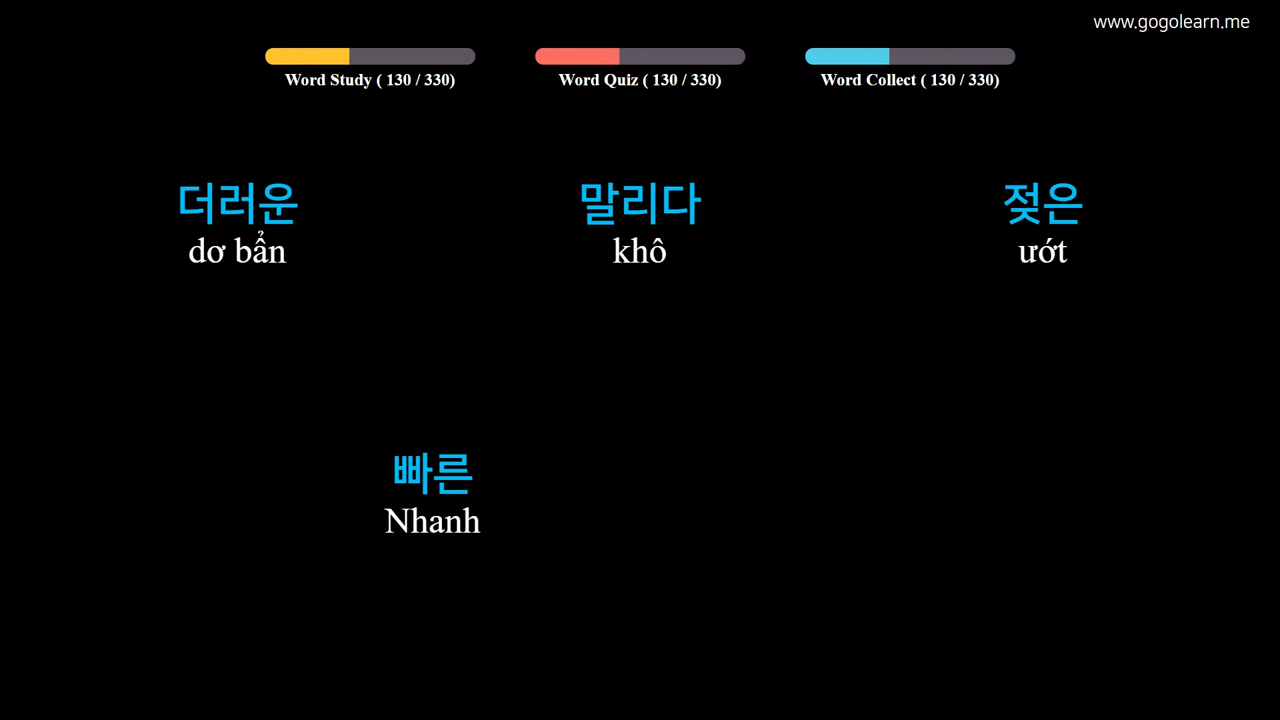 www.gogolearn.me
Word Study ( 130 / 330)
Word Quiz ( 130 / 330)
Word Collect ( 130 / 330)
더러운
dơ bẩn
말리다
khô
젖은
ướt
빠른
Nhanh